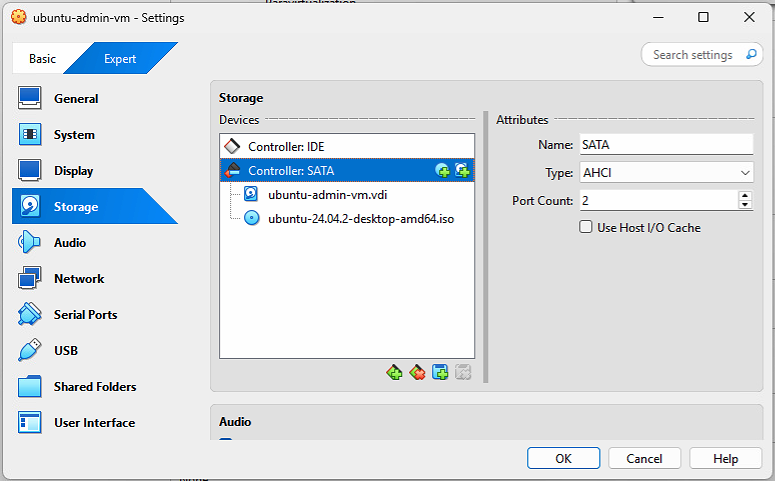 Paravirtualization
ubuntu-admin-vm - Settings
Basic
Expert
Search settings
General
System
Display
Storage
Audio
Network
Serial Ports
USB
Shared Folders
User Interface
Storage
Devices
Controller: IDE
Controller: SATA
ubuntu-admin-vm.vdi
ubuntu-24.04.2-desktop-amd64.iso
Attributes
Name: SATA
Type: AHCI
Port Count: 2
Use Host I/O Cache
Audio
OK
Cancel
Help
None